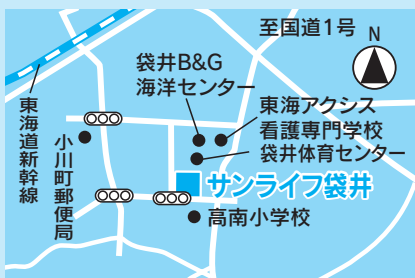 至国道1号
N
袋井B&G
海洋センター
東海アクシス
看護専門学校
袋井体育センター
東海道新幹線
小川町郵便局
サンライフ袋井
高南小学校